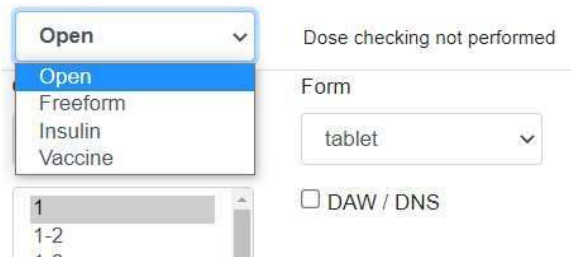 Open
Dose checking not performed
Open
Freeform
Insulin
Vaccine
Form
tablet
DAW / DNS
1
1-2